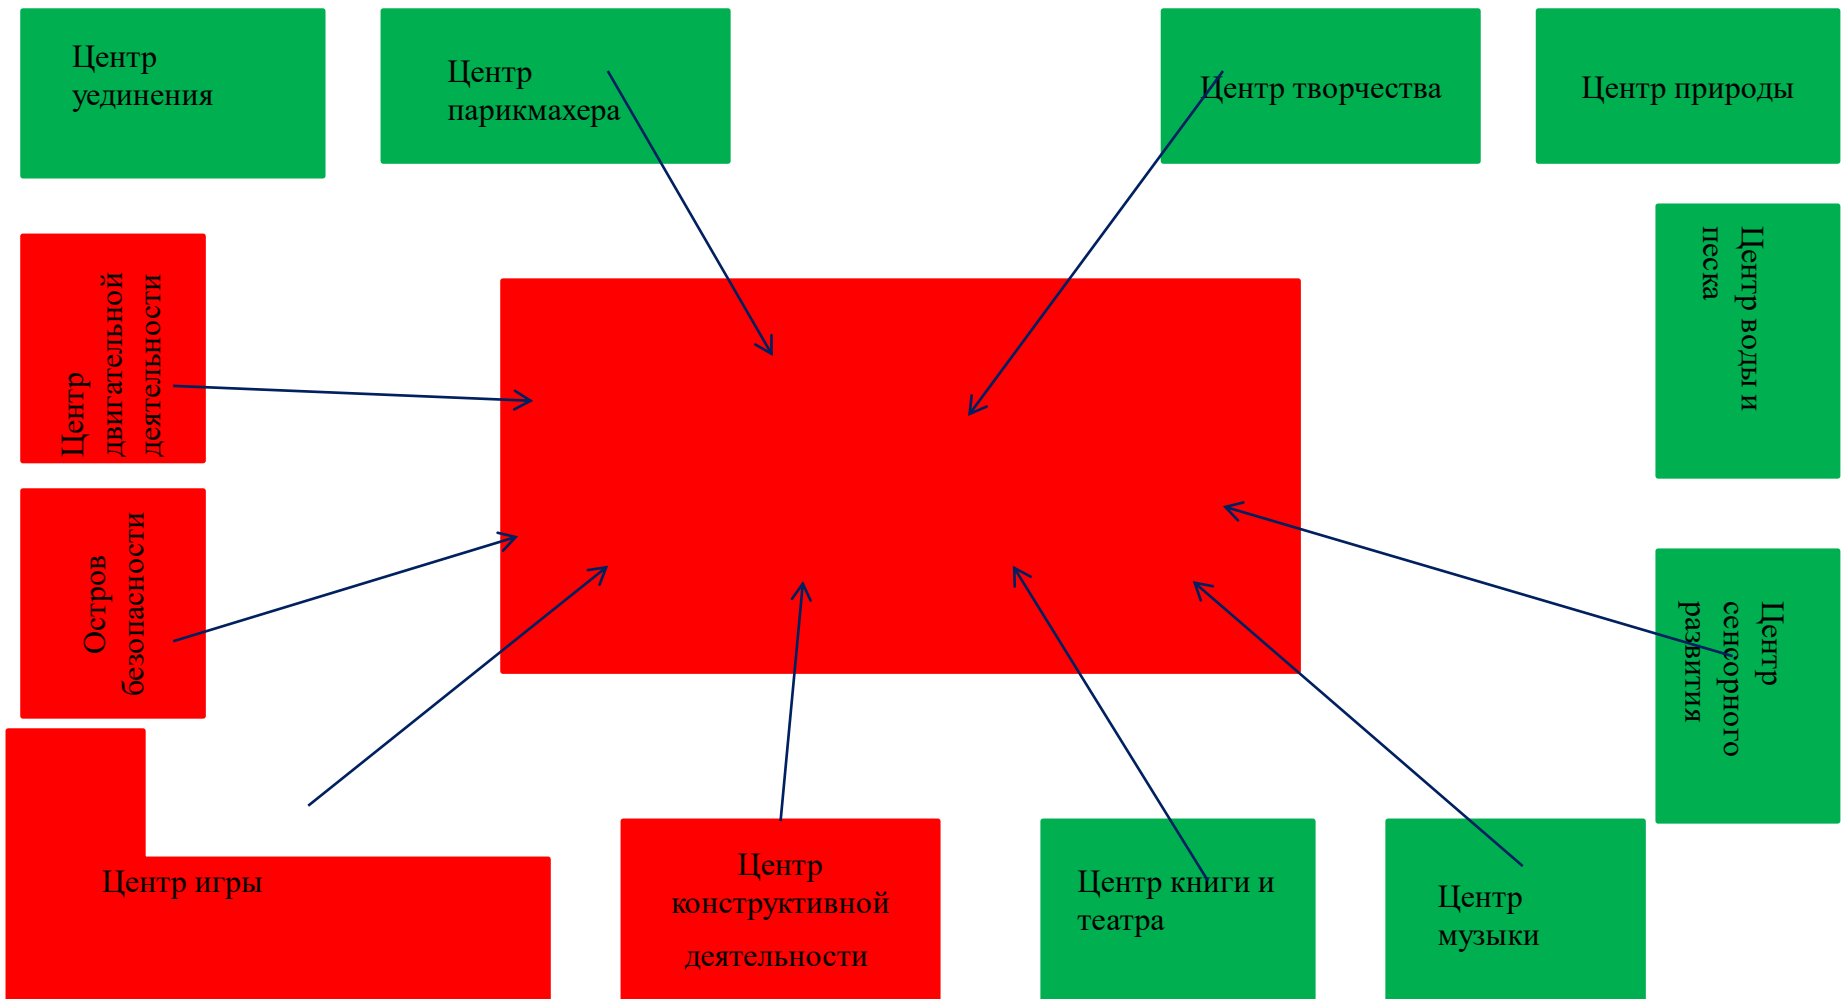 Центр
уединения
Центр
парикмахера
Центр творчества
Центр природы
Центр
двигательной
деятельности
Центр воды и
песка
Остров
безопасности
Центр
сенсорного
развития
Центр игры
Центр
конструктивной
деятельности
Центр книги и
театра
Центр
музыки